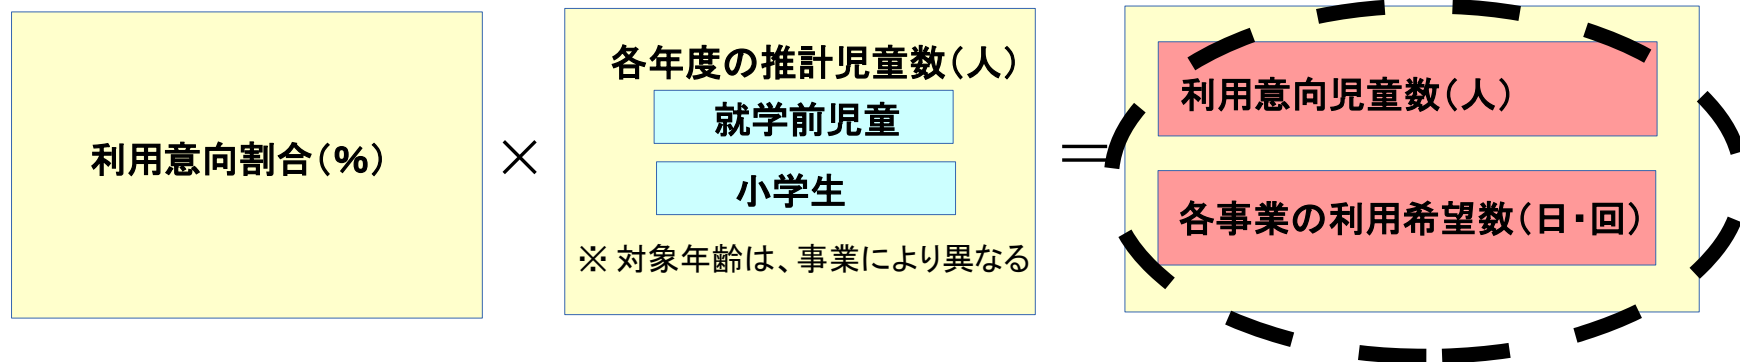 利用意向割合（％）
×
各年度の推計児童数（人）
就学前児童
小学生
※ 対象年齢は、事業により異なる
＝
利用意向児童数（人）
各事業の利用希望数（日・回）